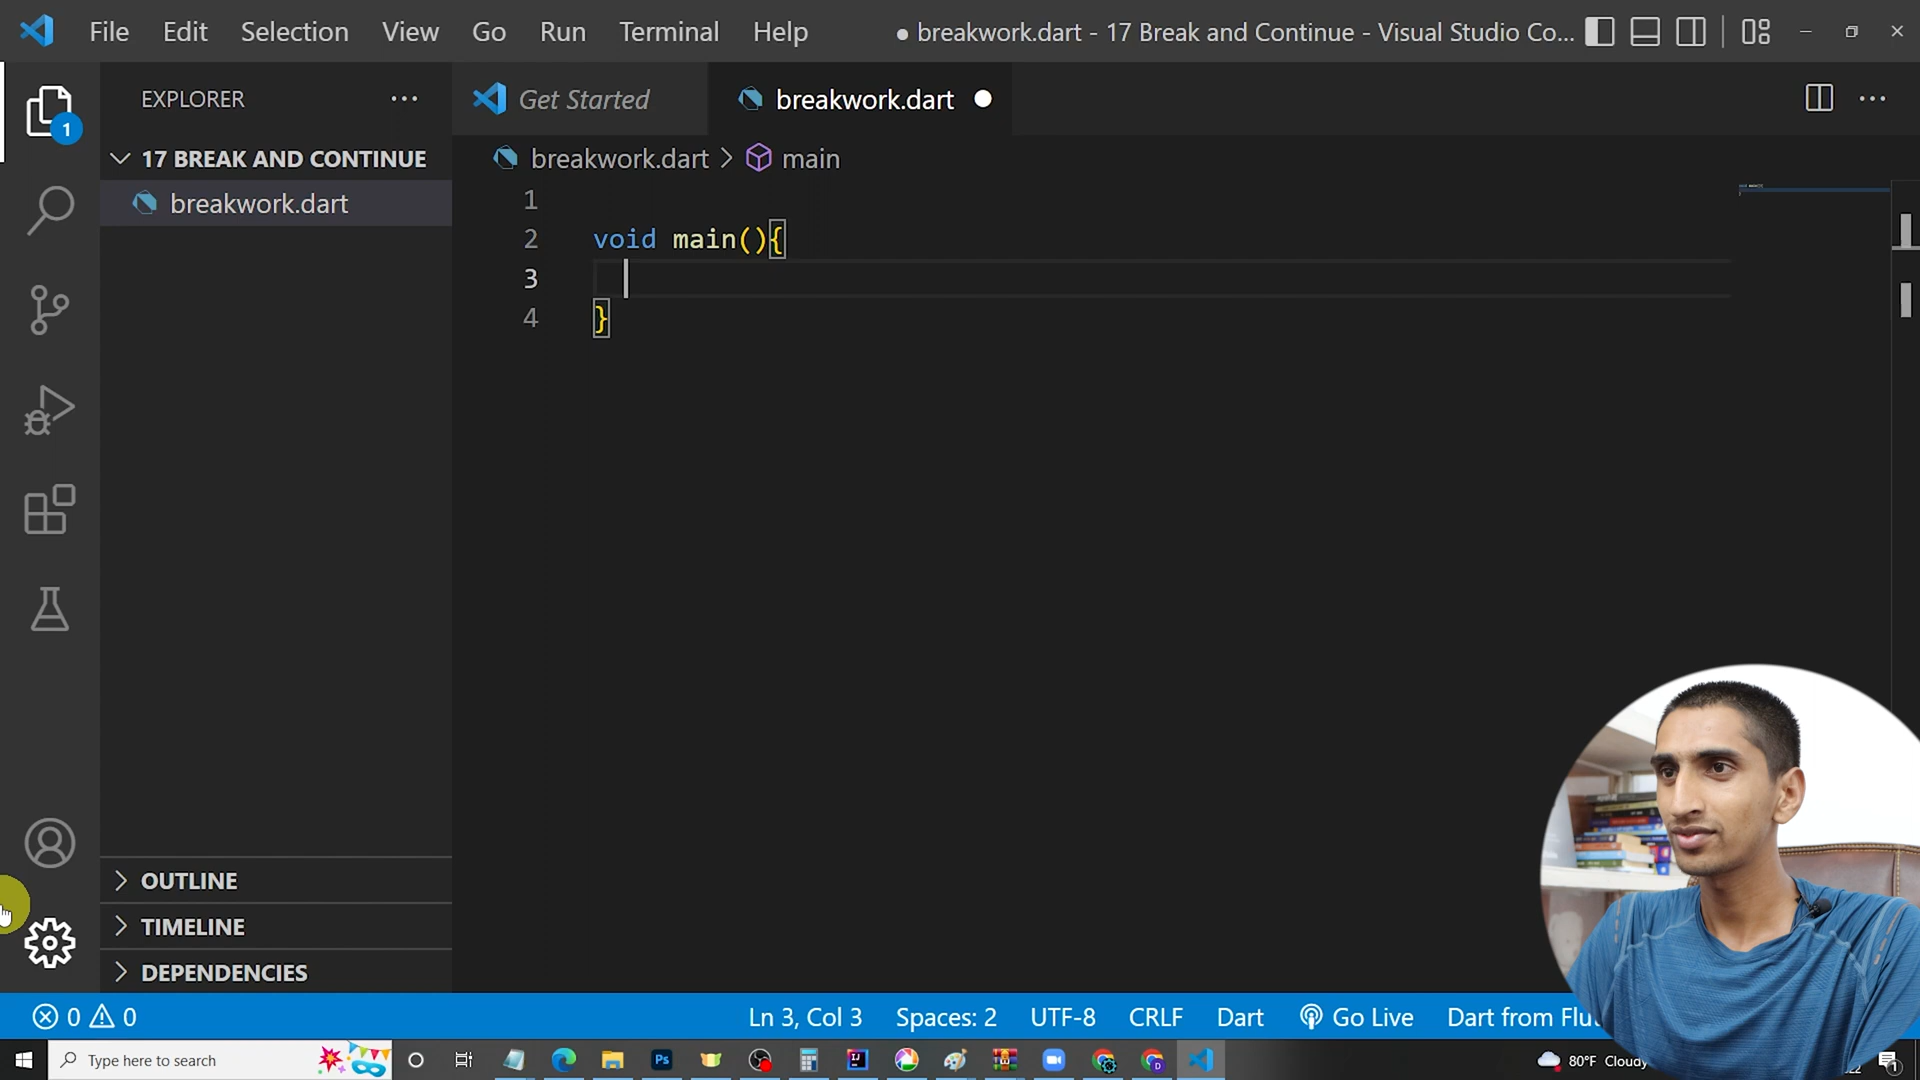 File Edit Selection View Go Run Terminal Help ● breakwork.dart - 17 Break and Continue - Visual Studio Co...
EXPLORER ...
Get Started
breakwork.dart
1
17 BREAK AND CONTINUE
breakwork.dart
breakwork.dart > main
1
2 void main(){
3
4 }
OUTLINE
TIMELINE
DEPENDENCIES
0 0 Ln 3, Col 3 Spaces: 2 UTF-8 CRLF Dart Go Live Dart from Flu
Type here to search
80°F Cloudy